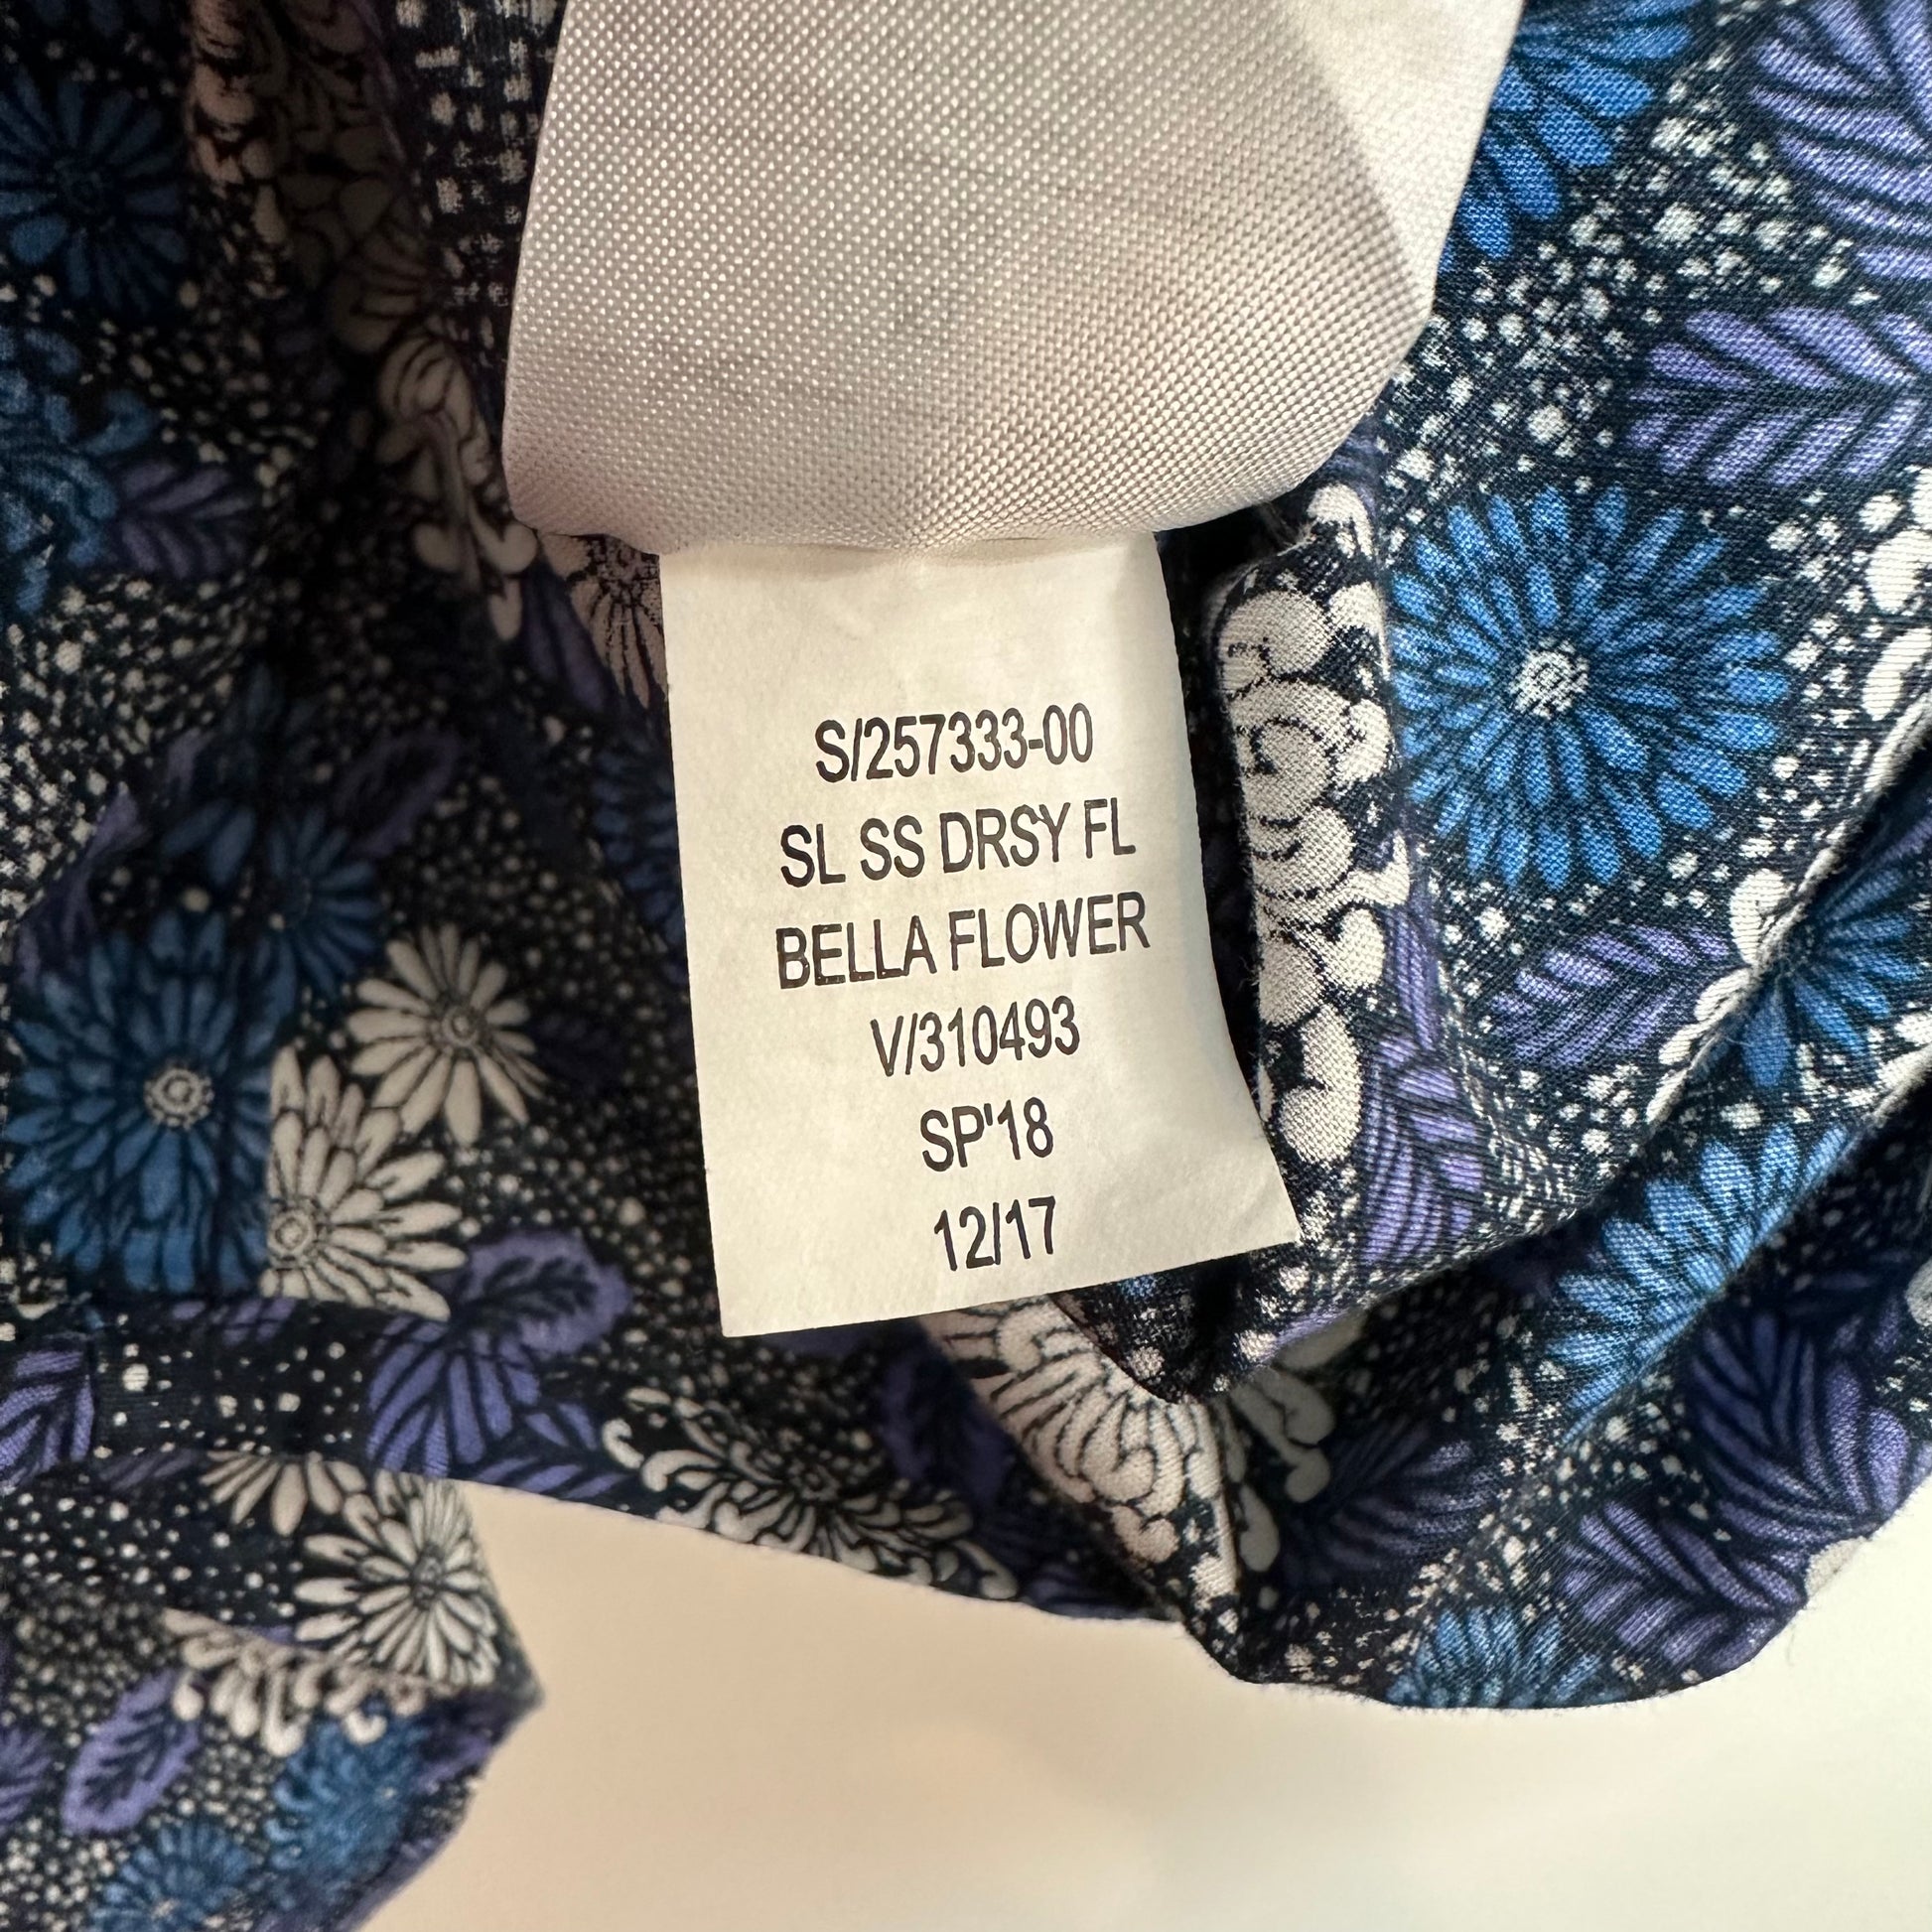 S/257333-00
SL SS DRSY FL
BELLA FLOWER
V/310493
SP'18
12/17